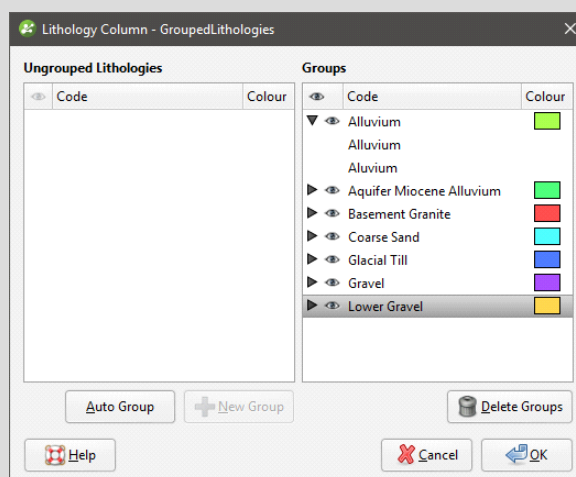 Lithology Column - GroupedLithologies
Ungrouped Lithologies
Groups
Code Colour
Code Colour
Alluvium
Alluvium
Aluvium
Aquifer Miocene Alluvium
Basement Granite
Coarse Sand
Glacial Till
Gravel
Lower Gravel
Auto Group
New Group
Delete Groups
Help
Cancel
OK